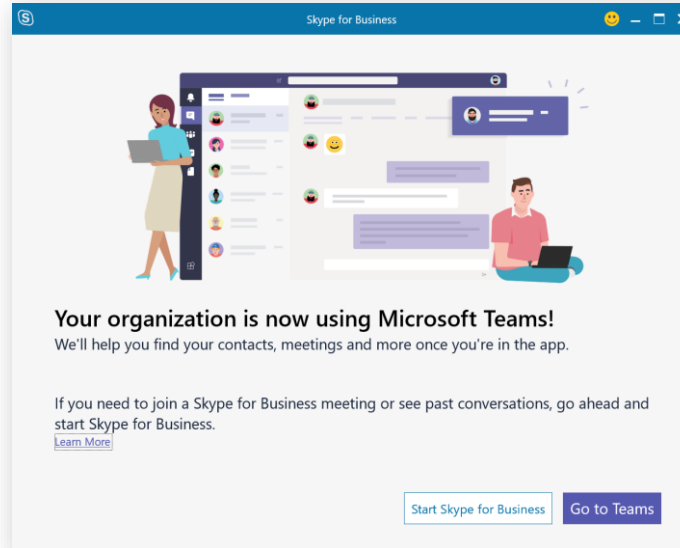 Skype for Business
Your organization is now using Microsoft Teams!
We'll help you find your contacts, meetings and more once you're in the app.
If you need to join a Skype for Business meeting or see past conversations, go ahead and
start Skype for Business.
Learn More
Start Skype for Business
Go to Teams